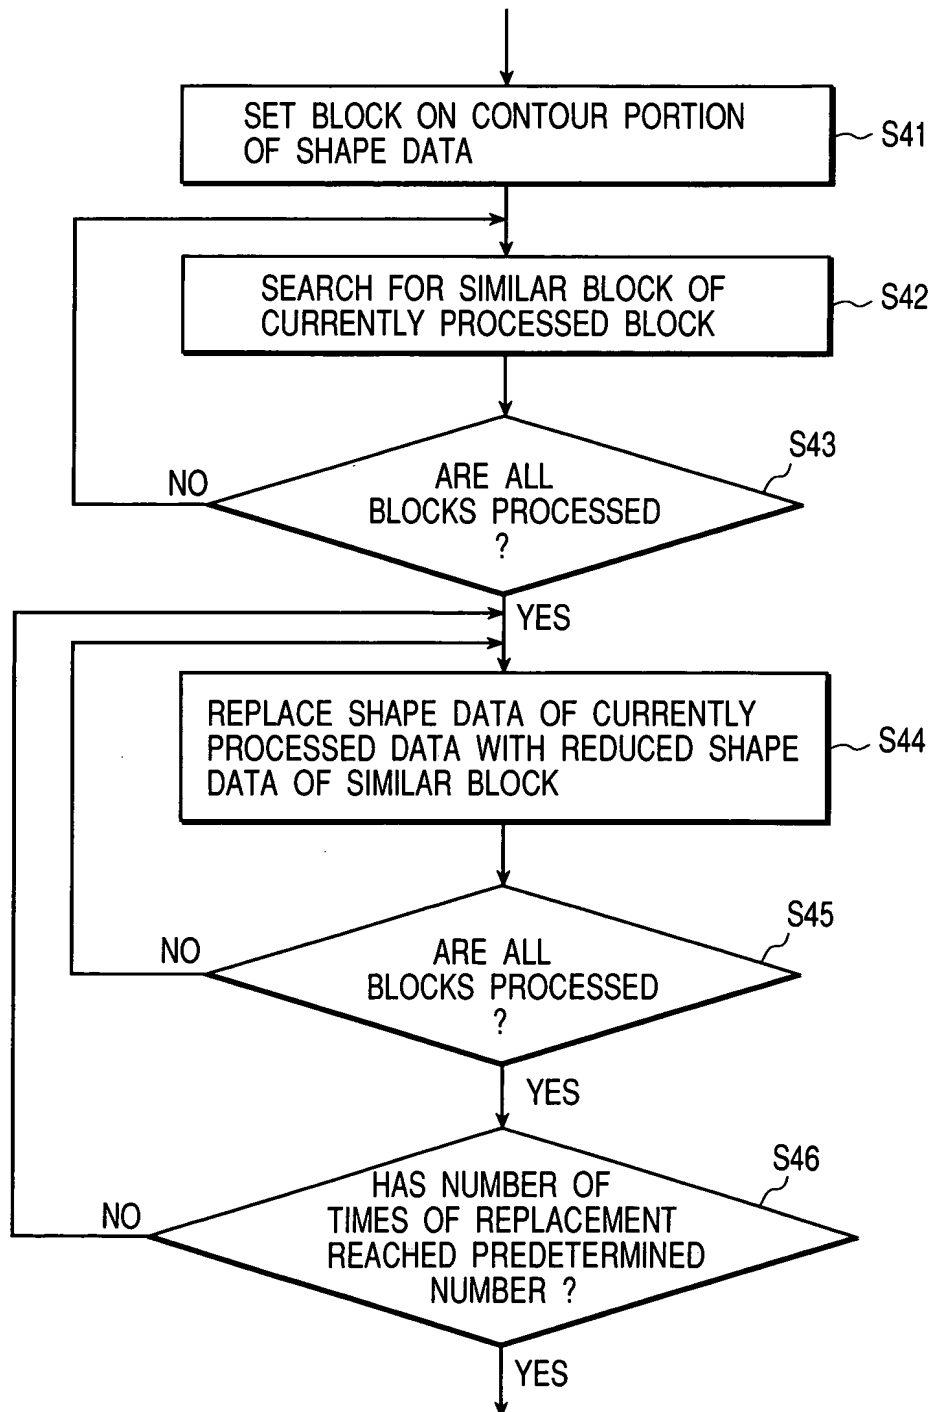 SET BLOCK ON CONTOUR PORTION
OF SHAPE DATA
S41
SEARCH FOR SIMILAR BLOCK OF
CURRENTLY PROCESSED BLOCK
S42
S43
ARE ALL
BLOCKS PROCESSED
?
NO
YES
REPLACE SHAPE DATA OF CURRENTLY
PROCESSED DATA WITH REDUCED SHAPE
DATA OF SIMILAR BLOCK
S44
S45
ARE ALL
BLOCKS PROCESSED
?
NO
YES
S46
HAS NUMBER OF
TIMES OF REPLACEMENT
REACHED PREDETERMINED
NUMBER ?
NO
YES